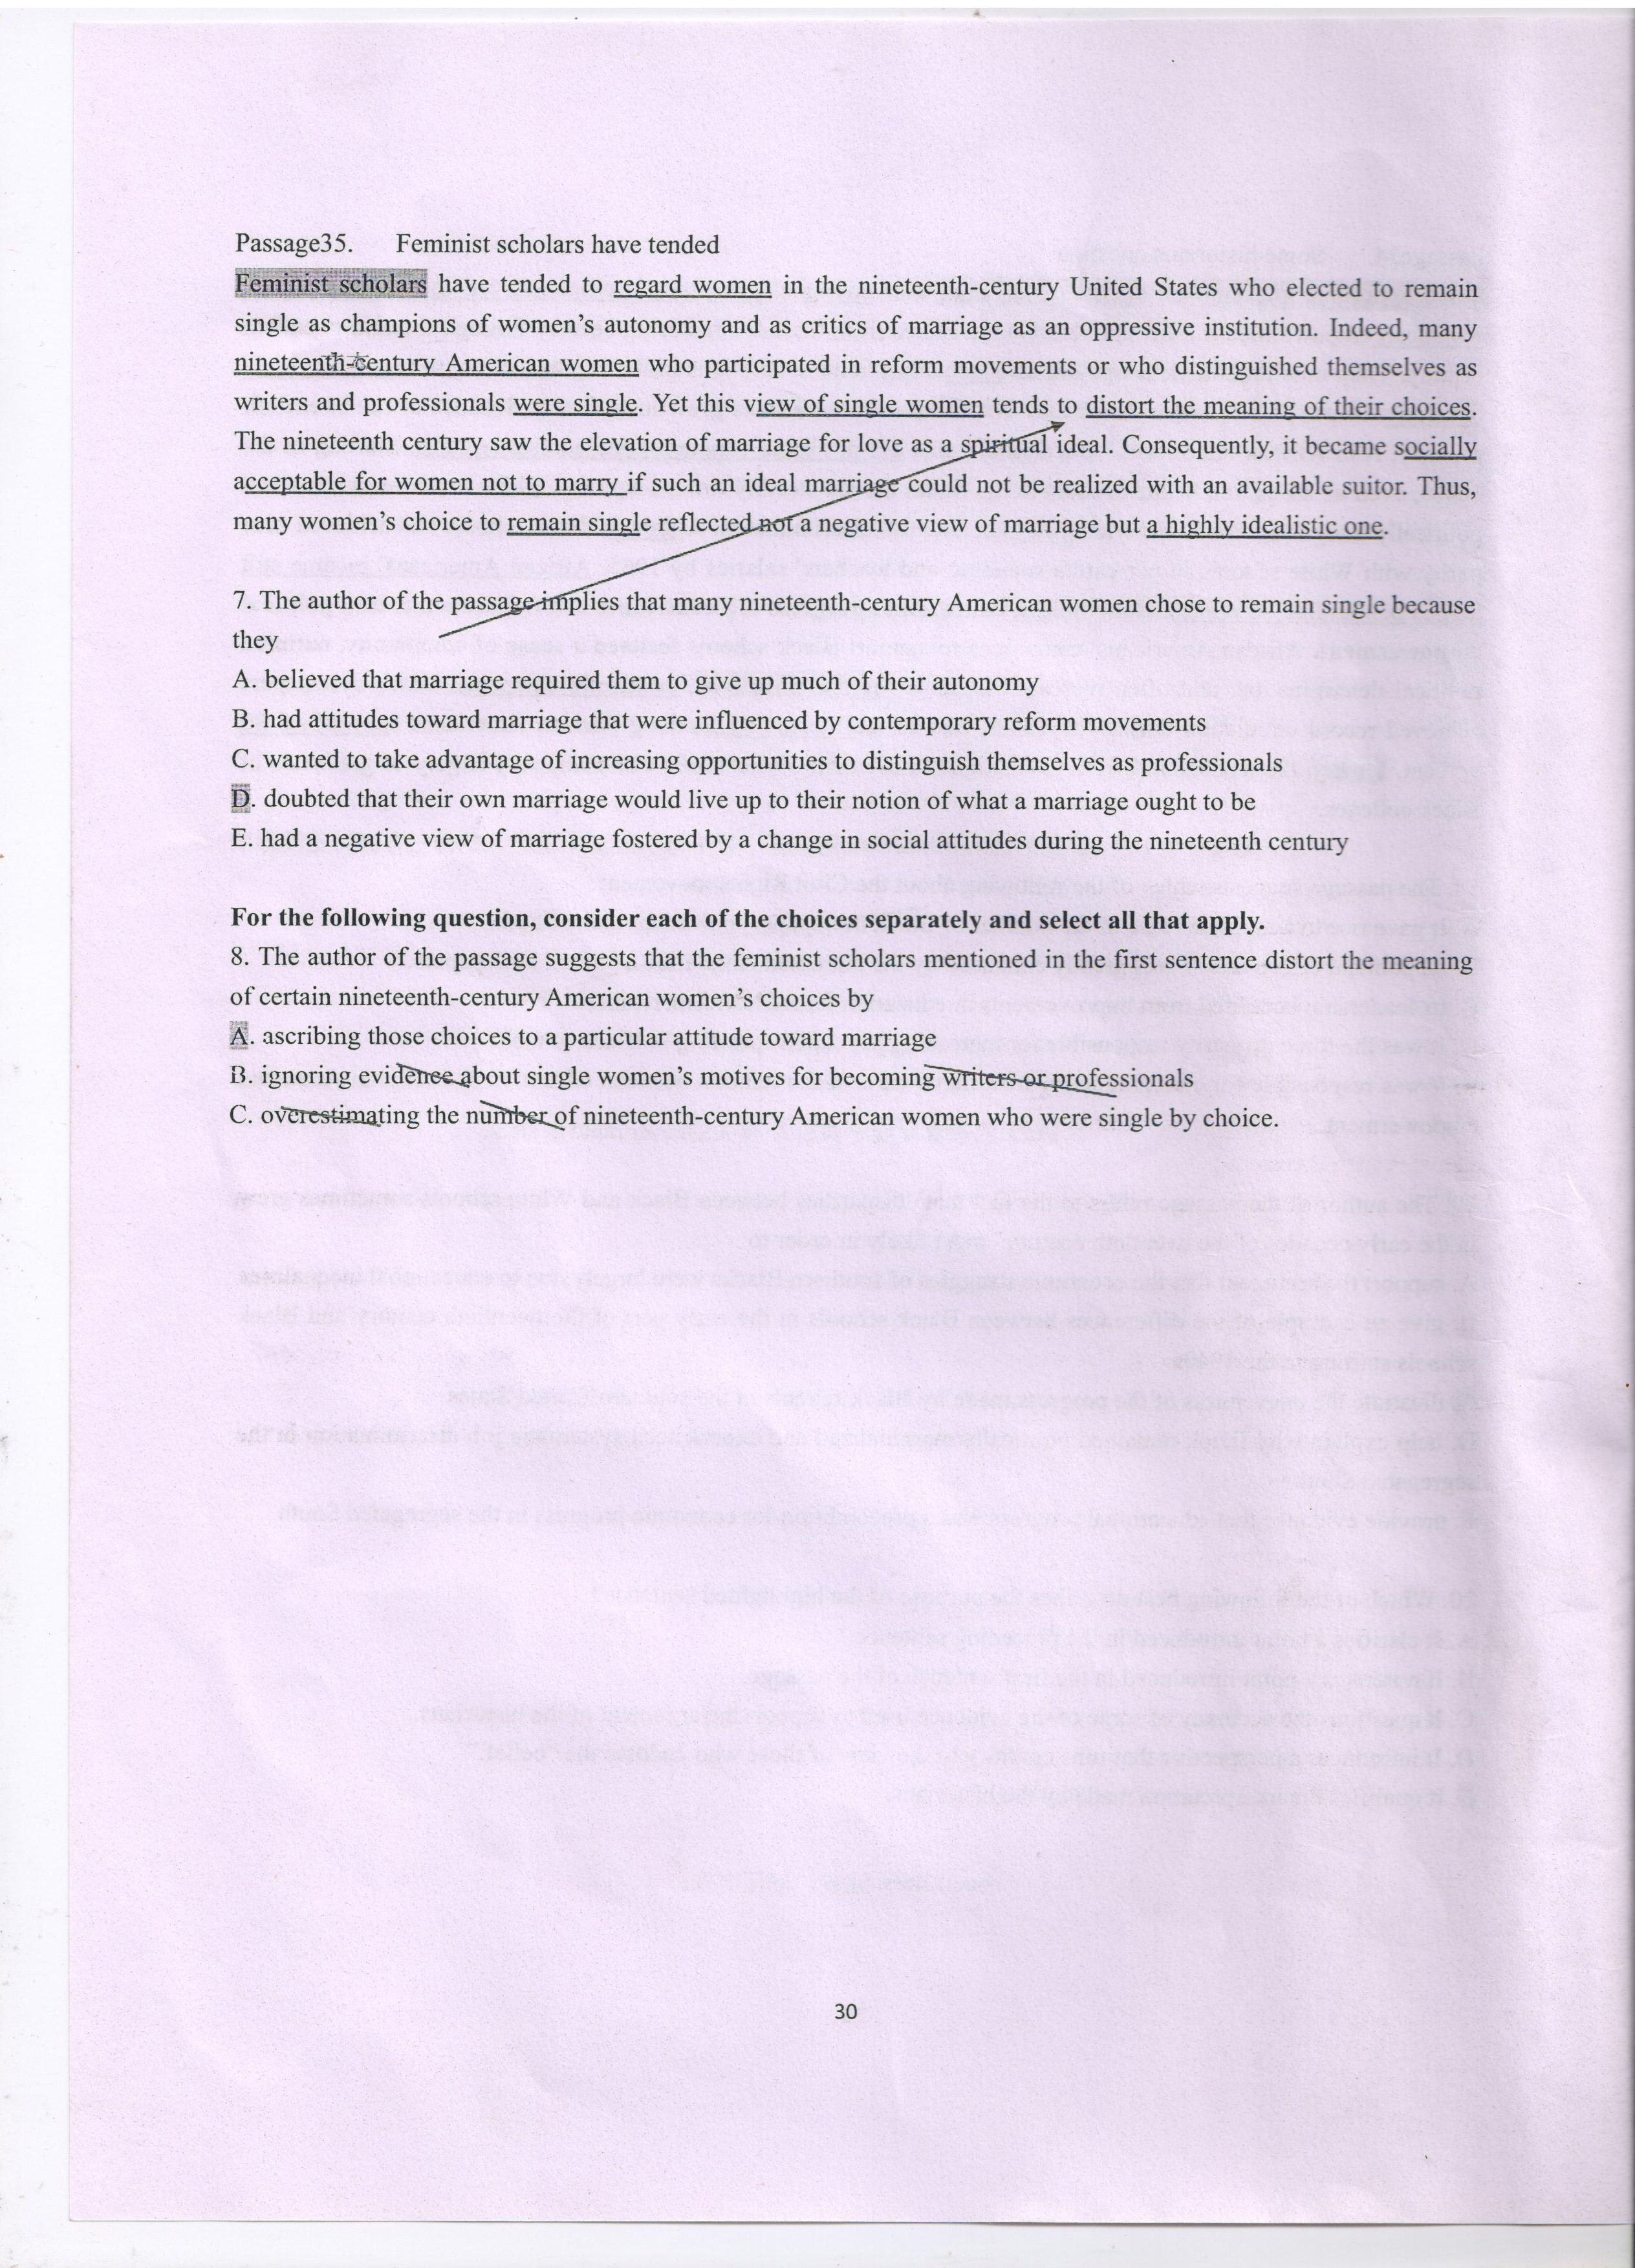 Passage35. Feminist scholars have tended
Feminist scholars have tended to regard women in the nineteenth-century United States who elected to remain
single as champions of women's autonomy and as critics of marriage as an oppressive institution. Indeed, many
nineteenth-century American women who participated in reform movements or who distinguished themselves as
writers and professionals were single. Yet this view of single women tends to distort the meaning of their choices.
The nineteenth century saw the elevation of marriage for love as a spiritual ideal. Consequently, it became socially
acceptable for women not to marry if such an ideal marriage could not be realized with an available suitor. Thus,
many women's choice to remain single reflected not a negative view of marriage but a highly idealistic one.
7. The author of the passage implies that many nineteenth-century American women chose to remain single because
they
A. believed that marriage required them to give up much of their autonomy
B. had attitudes toward marriage that were influenced by contemporary reform movements
C. wanted to take advantage of increasing opportunities to distinguish themselves as professionals
D. doubted that their own marriage would live up to their notion of what a marriage ought to be
E. had a negative view of marriage fostered by a change in social attitudes during the nineteenth century
For the following question, consider each of the choices separately and select all that apply.
8. The author of the passage suggests that the feminist scholars mentioned in the first sentence distort the meaning
of certain nineteenth-century American women's choices by
A. ascribing those choices to a particular attitude toward marriage
B. ignoring evidence about single women's motives for becoming writers or professionals
C. overestimating the number of nineteenth-century American women who were single by choice.
30